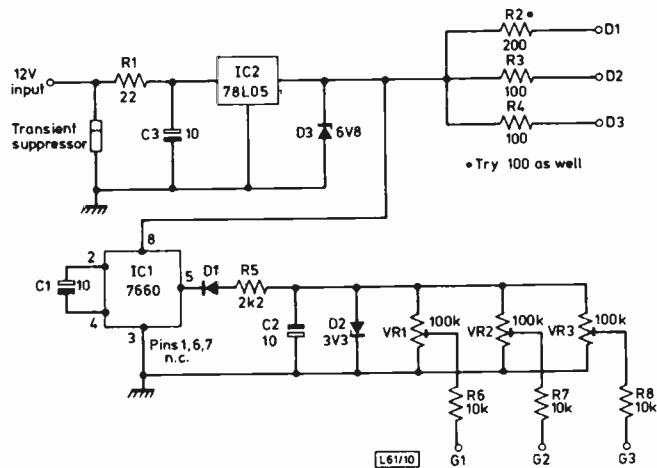 R2•
200
D1
12V
input
R1
22
IC2
78L05
R3
100
D2
Transient
suppressor
C3
10
D3
6V8
R4
100
D3
• Try 100 as well
8
2
C1
10
IC1
7660
5
D1
R5
2k2
4
3
Pins 1,6,7
n.c.
C2
10
D2
3V3
VR1
100k
VR2
100k
VR3
100k
R6
10k
R7
10k
R8
10k
L61/10
G1
G2
G3